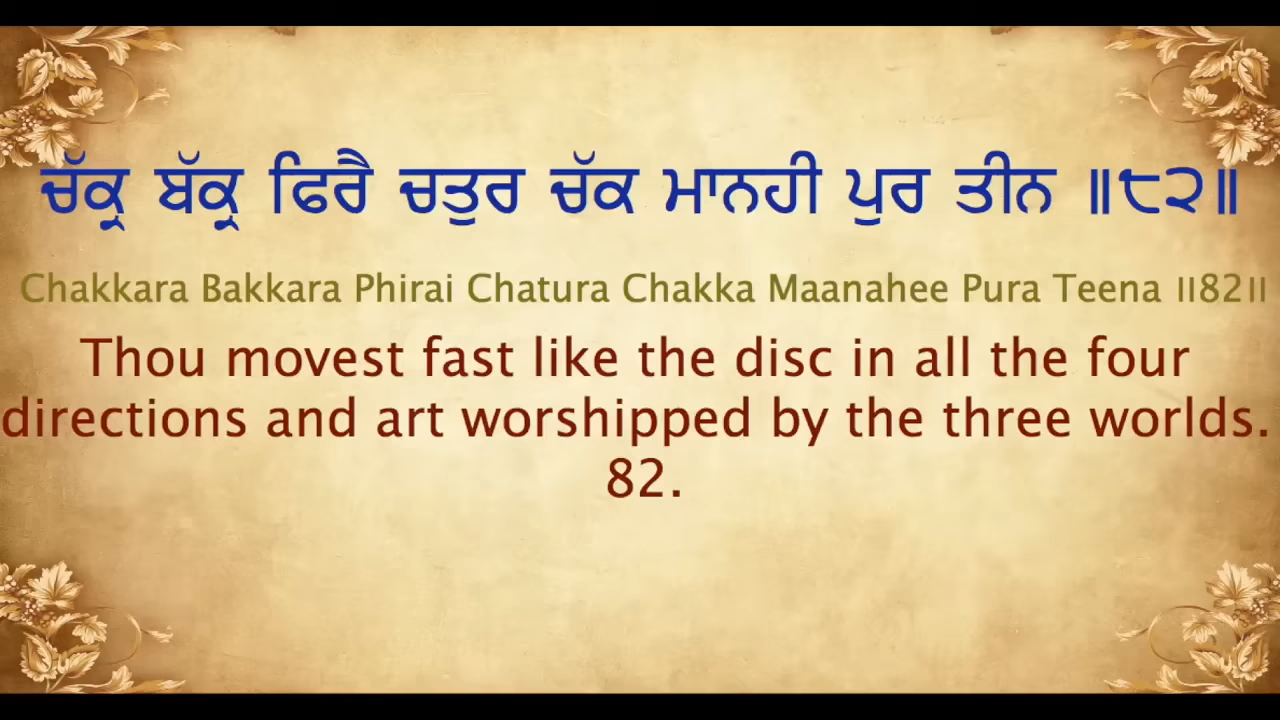 ਚੱਕ੍ਰ ਬੱਕ੍ਰ ਫਿਰੈ ਚਤੁਰ ਚੱਕ ਮਾਨਹੀ ਪੁਰ ਤੀਨ ॥੮੨॥
Chakkara Bakkara Phirai Chatura Chakka Maanahee Pura Teena ॥82॥
Thou movest fast like the disc in all the four
directions and art worshipped by the three worlds.
82.